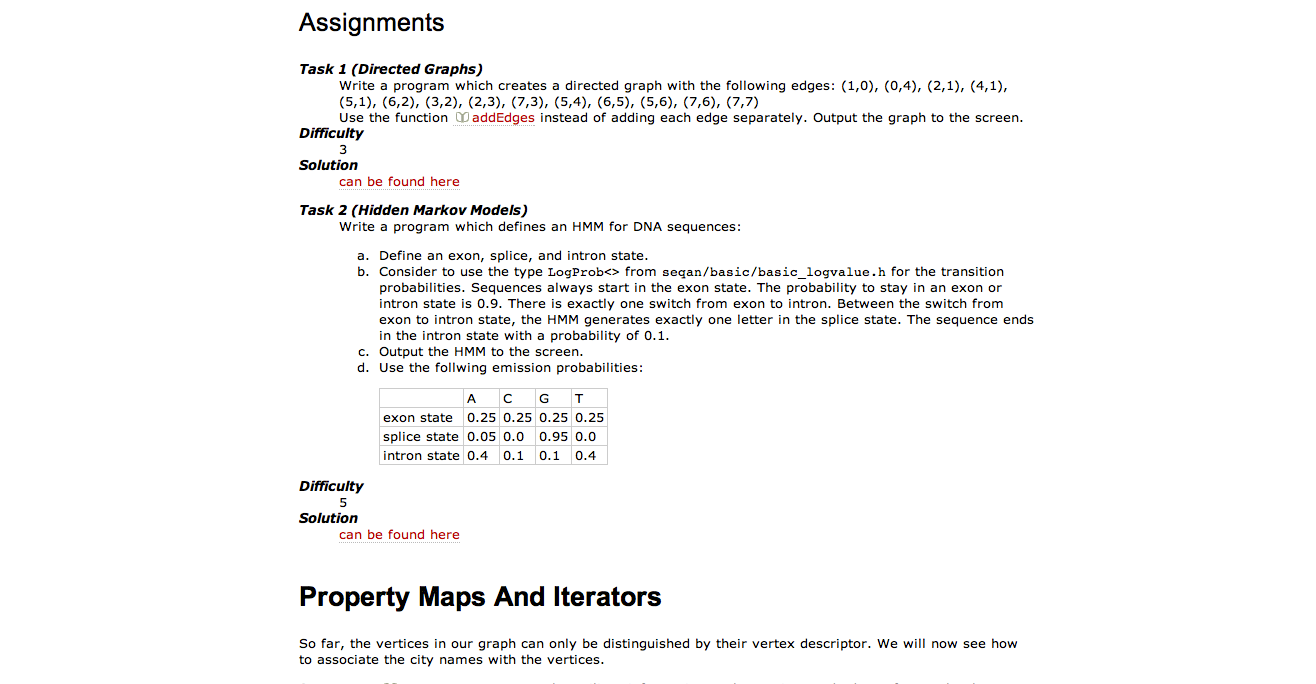 Assignments
Task 1 (Directed Graphs)
Write a program which creates a directed graph with the following edges: (1,0), (0,4), (2,1), (4,1),
(5,1), (6,2), (3,2), (2,3), (7,3), (5,4), (6,5), (5,6), (7,6), (7,7)
Use the function addEdges instead of adding each edge separately. Output the graph to the screen.
Difficulty
3
Solution
can be found here
Task 2 (Hidden Markov Models)
Write a program which defines an HMM for DNA sequences:
a. Define an exon, splice, and intron state.
b. Consider to use the type LogProb<> from seqan/basic/basic_logvalue.h for the transition
probabilities. Sequences always start in the exon state. The probability to stay in an exon or
intron state is 0.9. There is exactly one switch from exon to intron. Between the switch from
exon to intron state, the HMM generates exactly one letter in the splice state. The sequence ends
in the intron state with a probability of 0.1.
c. Output the HMM to the screen.
d. Use the follwing emission probabilities:
A C G T
exon state 0.25 0.25 0.25 0.25
splice state 0.05 0.0 0.95 0.0
intron state 0.4 0.1 0.1 0.4
Difficulty
5
Solution
can be found here
Property Maps And Iterators
So far, the vertices in our graph can only be distinguished by their vertex descriptor. We will now see how
to associate the city names with the vertices.